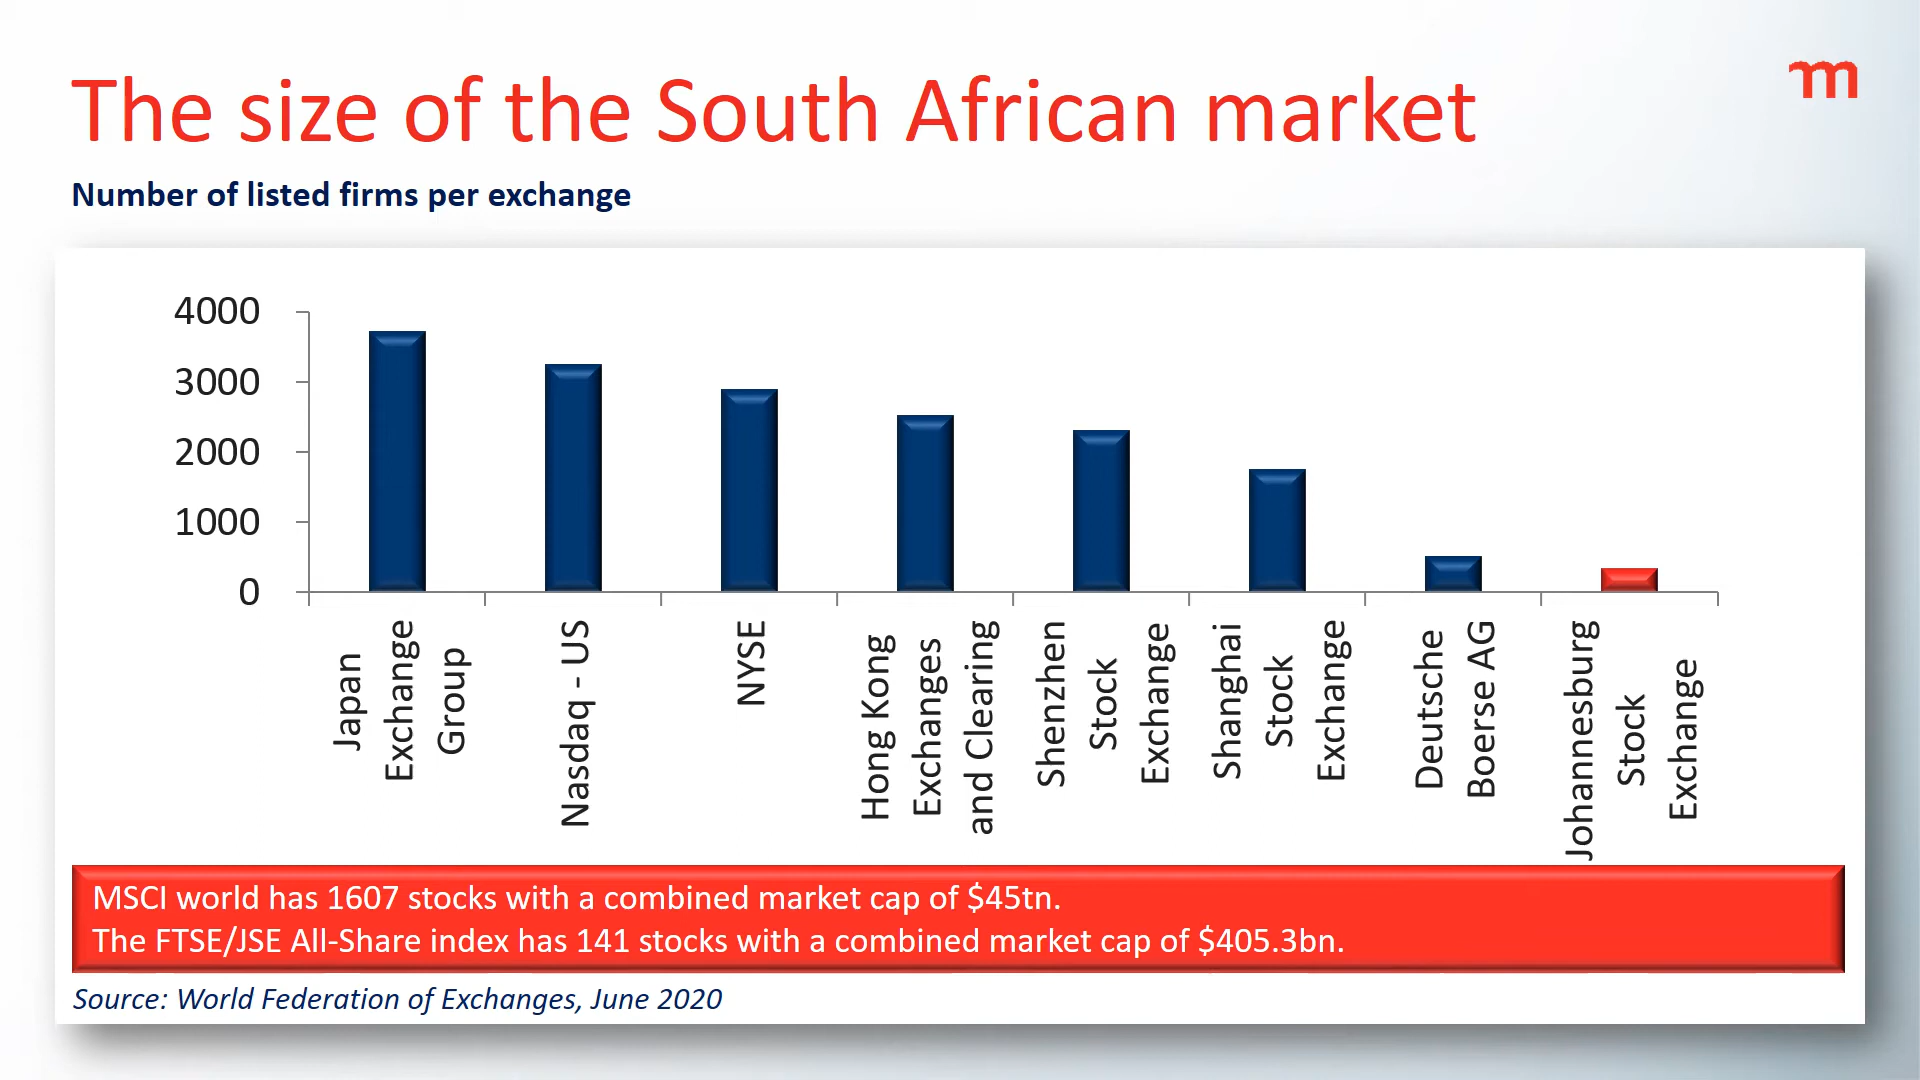 The size of the South African market
m
Number of listed firms per exchange
4000
3000
2000
1000
0
Japan
Exchange
Group
Nasdaq - US
NYSE
Hong Kong
Exchanges
and Clearing
Shenzhen
Stock
Exchange
Shanghai
Stock
Exchange
Deutsche
Boerse AG
Johannesburg
Stock
Exchange
MSCI world has 1607 stocks with a combined market cap of $45tn.
The FTSE/JSE All-Share index has 141 stocks with a combined market cap of $405.3bn.
Source: World Federation of Exchanges, June 2020